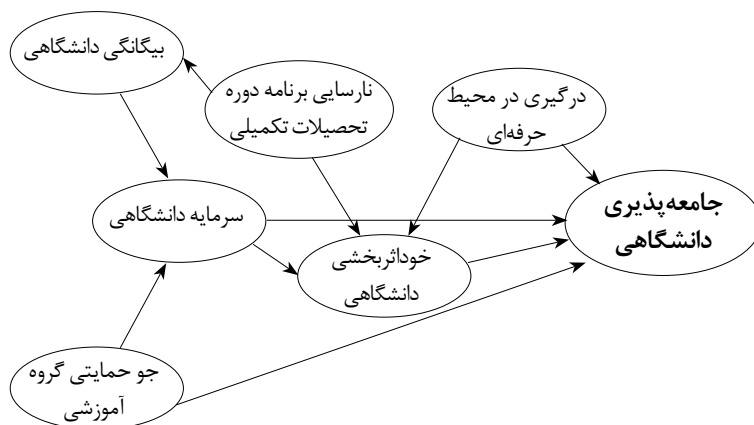 بیگانگی دانشگاهی
نارسایی برنامه دوره
تحصیلات تکمیلی
درگیری در محیط
حرفه‌ای
سرمایه دانشگاهی
جامعه‌پذیری
دانشگاهی
خوداثربخشی
دانشگاهی
جو حمایتی گروه
آموزشی